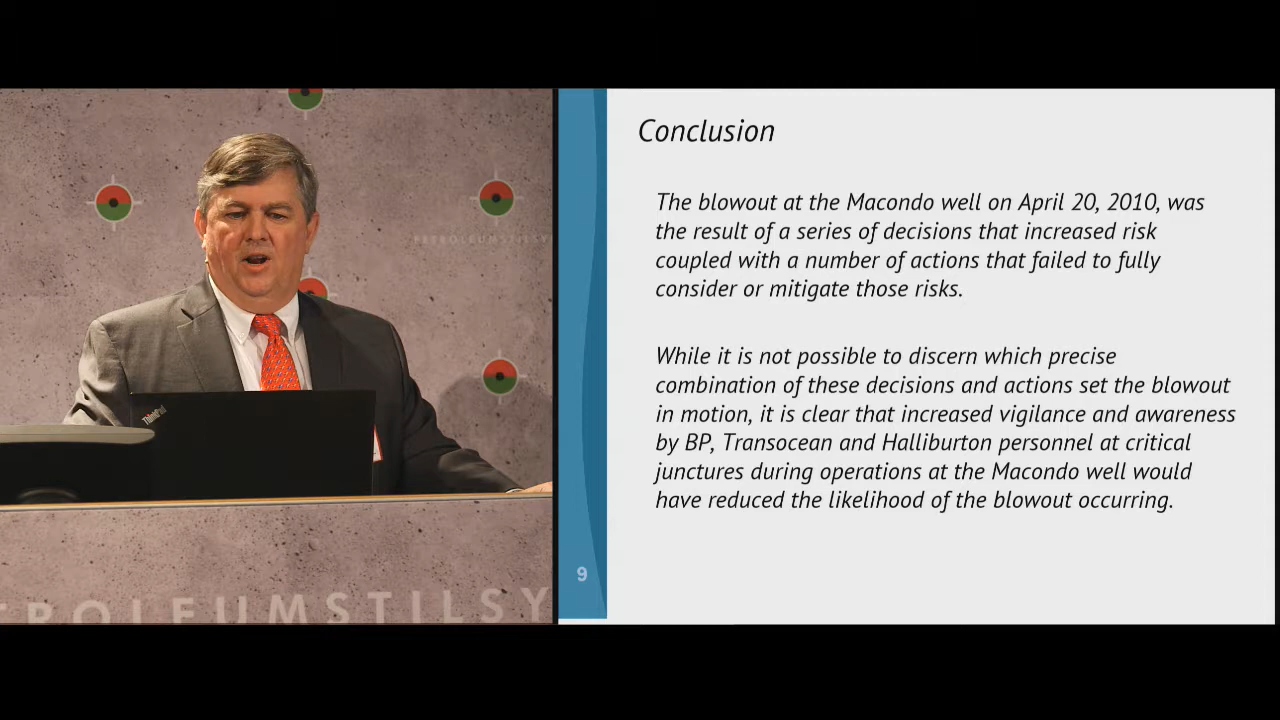 Conclusion
The blowout at the Macondo well on April 20, 2010, was
the result of a series of decisions that increased risk
coupled with a number of actions that failed to fully
consider or mitigate those risks.
While it is not possible to discern which precise
combination of these decisions and actions set the blowout
in motion, it is clear that increased vigilance and awareness
by BP, Transocean and Halliburton personnel at critical
junctures during operations at the Macondo well would
have reduced the likelihood of the blowout occurring.
9
PETROLEUMSTILSY
ThinkPad
ROLEUMSTILSY